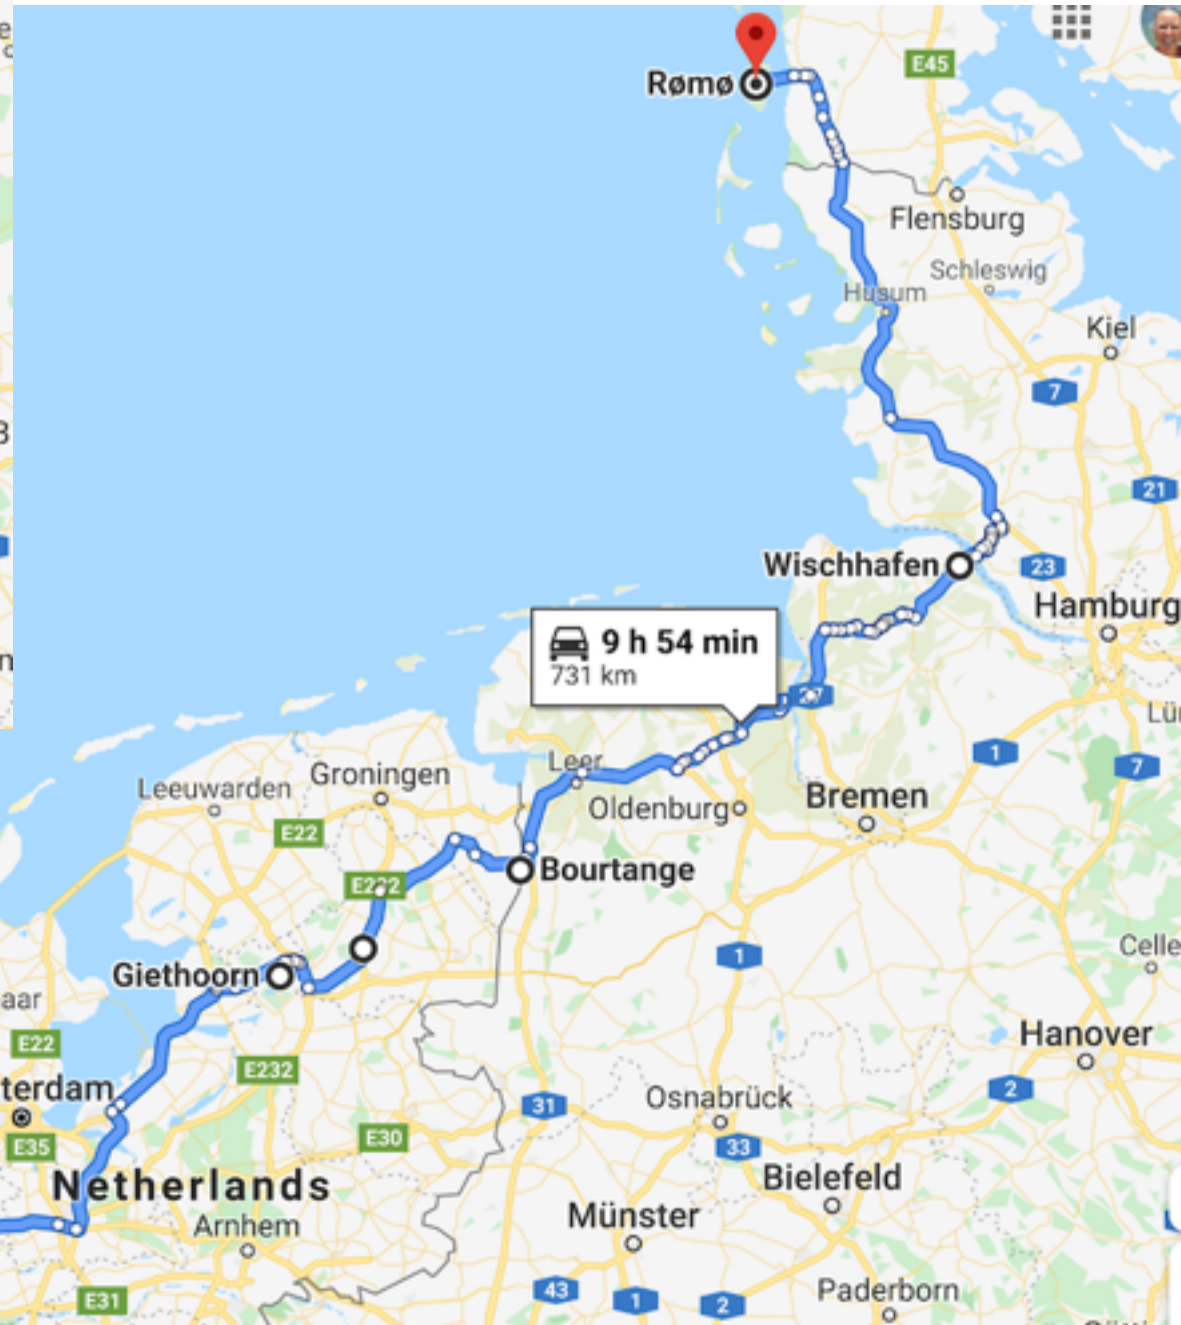 Rømø
E45
Flensburg
Schleswig
Husum
Kiel
7
21
Wischhafen
23
Hamburg
9 h 54 min
731 km
27
Lü
1
7
Leer
Groningen
Leeuwarden
Oldenburg
Bremen
E22
E232
Bourtange
1
Celle
Giethoorn
aar
E22
Hanover
E232
terdam
31
Osnabrück
2
E35
E30
33
Netherlands
Bielefeld
Arnhem
Münster
E31
43
1
2
Paderborn